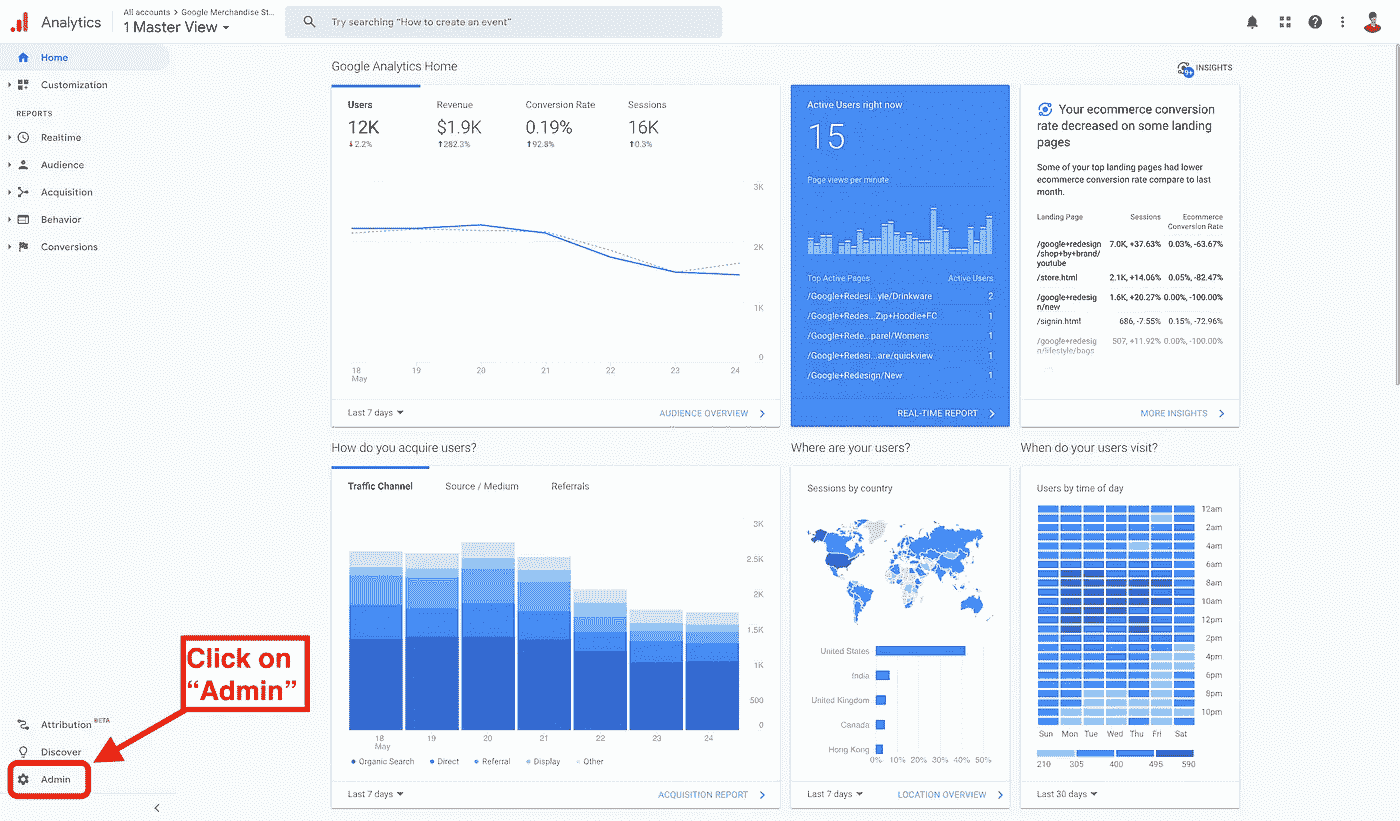 Analytics
All accounts > Google Merchandise St...
1 Master View
Try searching "How to create an event"
Home
Customization
REPORTS
Realtime
Audience
Acquisition
Behavior
Conversions
Attribution BETA
Discover
Admin
Click on
“Admin”
Google Analytics Home
INSIGHTS
9+
Users
Revenue
Conversion Rate
Sessions
12K
$1.9K
0.19%
16K
↓2.2%
↑282.3%
↑92.8%
↑0.3%
3K
2K
1K
0
18
May
19
20
21
22
23
24
Last 7 days
AUDIENCE OVERVIEW
Active Users right now
15
Page views per minute
Top Active Pages Active Users
/Google+Redesi...yle/Drinkware 2
/Google+Redes...Zip+Hoodie+FC 1
/Google+Rede...parel/Womens 1
/Google+Redesi...are/quickview 1
/Google+Redesign/New 1
REAL-TIME REPORT
Your ecommerce conversion
rate decreased on some landing
pages
Some of your top landing pages had lower
ecommerce conversion rate compare to last
month.
Landing Page Sessions Ecommerce
Conversion Rate
/google+redesign 7.0K, +37.63% 0.03%, -63.67%
/shop+by+brand/
youtube
/store.html 2.1K, +14.06% 0.05%, -82.47%
/google+redesig 1.6K, +20.27% 0.00%, -100.00%
n/new
/signin.html 686, -7.55% 0.15%, -72.96%
/google+redesig 507, +11.92% 0.00%, -100.00%
n/lifestyle/bags
MORE INSIGHTS
How do you acquire users?
Traffic Channel
Source / Medium
Referrals
3K
2.5K
2K
1.5K
1K
500
0
18
May
19
20
21
22
23
24
Organic Search
Direct
Referral
Display
Other
Last 7 days
ACQUISITION REPORT
Where are your users?
Sessions by country
United States
India
United Kingdom
Canada
Hong Kong
0% 10% 20% 30% 40% 50%
Last 7 days
LOCATION OVERVIEW
When do your users visit?
Users by time of day
12am
2am
4am
6am
8am
10am
12pm
2pm
4pm
6pm
8pm
10pm
Sun Mon Tue Wed Thu Fri Sat
210 305 400 495 590
Last 30 days